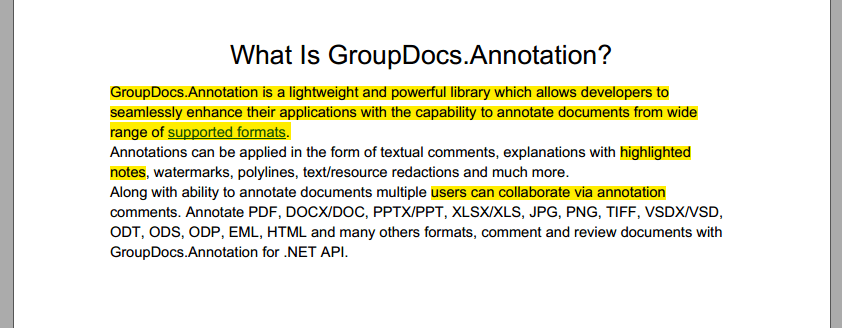 What Is GroupDocs.Annotation?
GroupDocs.Annotation is a lightweight and powerful library which allows developers to
seamlessly enhance their applications with the capability to annotate documents from wide
range of supported formats.
Annotations can be applied in the form of textual comments, explanations with highlighted
notes, watermarks, polylines, text/resource redactions and much more.
Along with ability to annotate documents multiple users can collaborate via annotation
comments. Annotate PDF, DOCX/DOC, PPTX/PPT, XLSX/XLS, JPG, PNG, TIFF, VSDX/VSD,
ODT, ODS, ODP, EML, HTML and many others formats, comment and review documents with
GroupDocs.Annotation for .NET API.